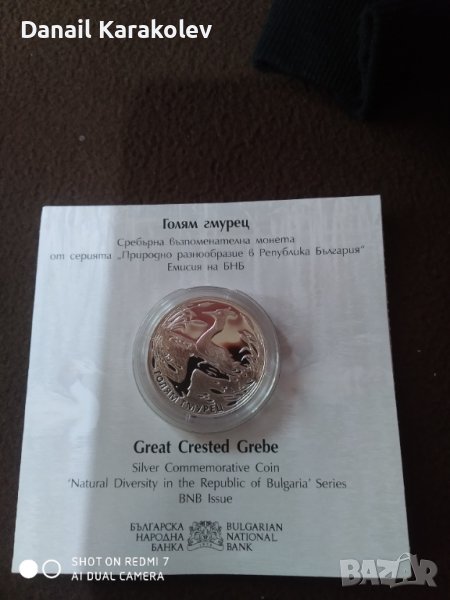 Danail Karakolev
Голям гмурец
Сребърна възпоменателна монета
от серията „Природно разнообразие в Република България"
Емисия на БНБ
ГОЛЯМ ГМУРЕЦ
Great Crested Grebe
Silver Commemorative Coin
'Natural Diversity in the Republic of Bulgaria' Series
BNB Issue
БЪЛГАРСКА
НАРОДНА
БАНКА
BULGARIAN
NATIONAL
BANK
SHOT ON REDMI 7
AI DUAL CAMERA
bazar.bg